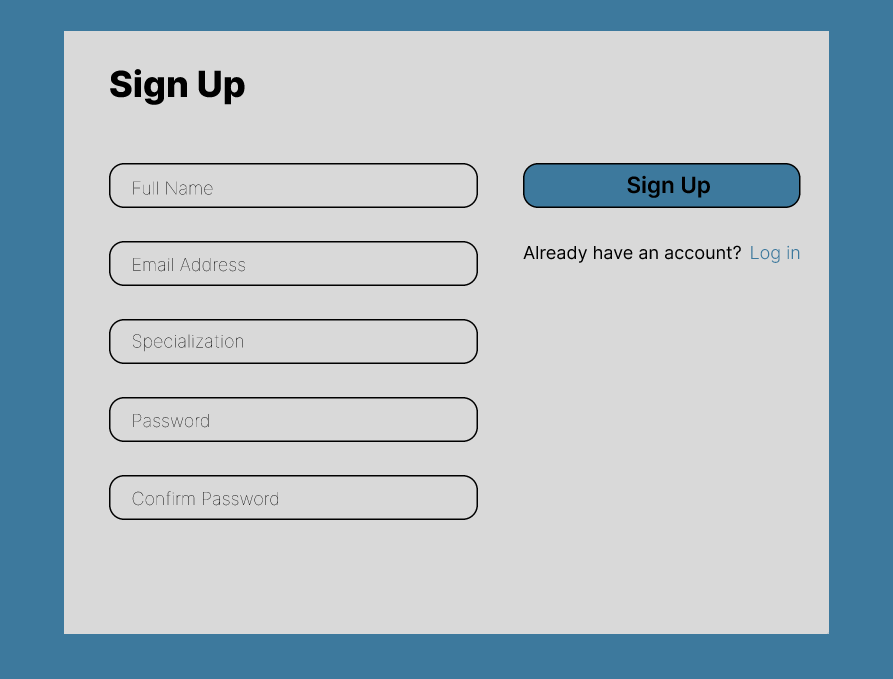 Sign Up
Full Name
Email Address
Specialization
Password
Confirm Password
Sign Up
Already have an account? Log in